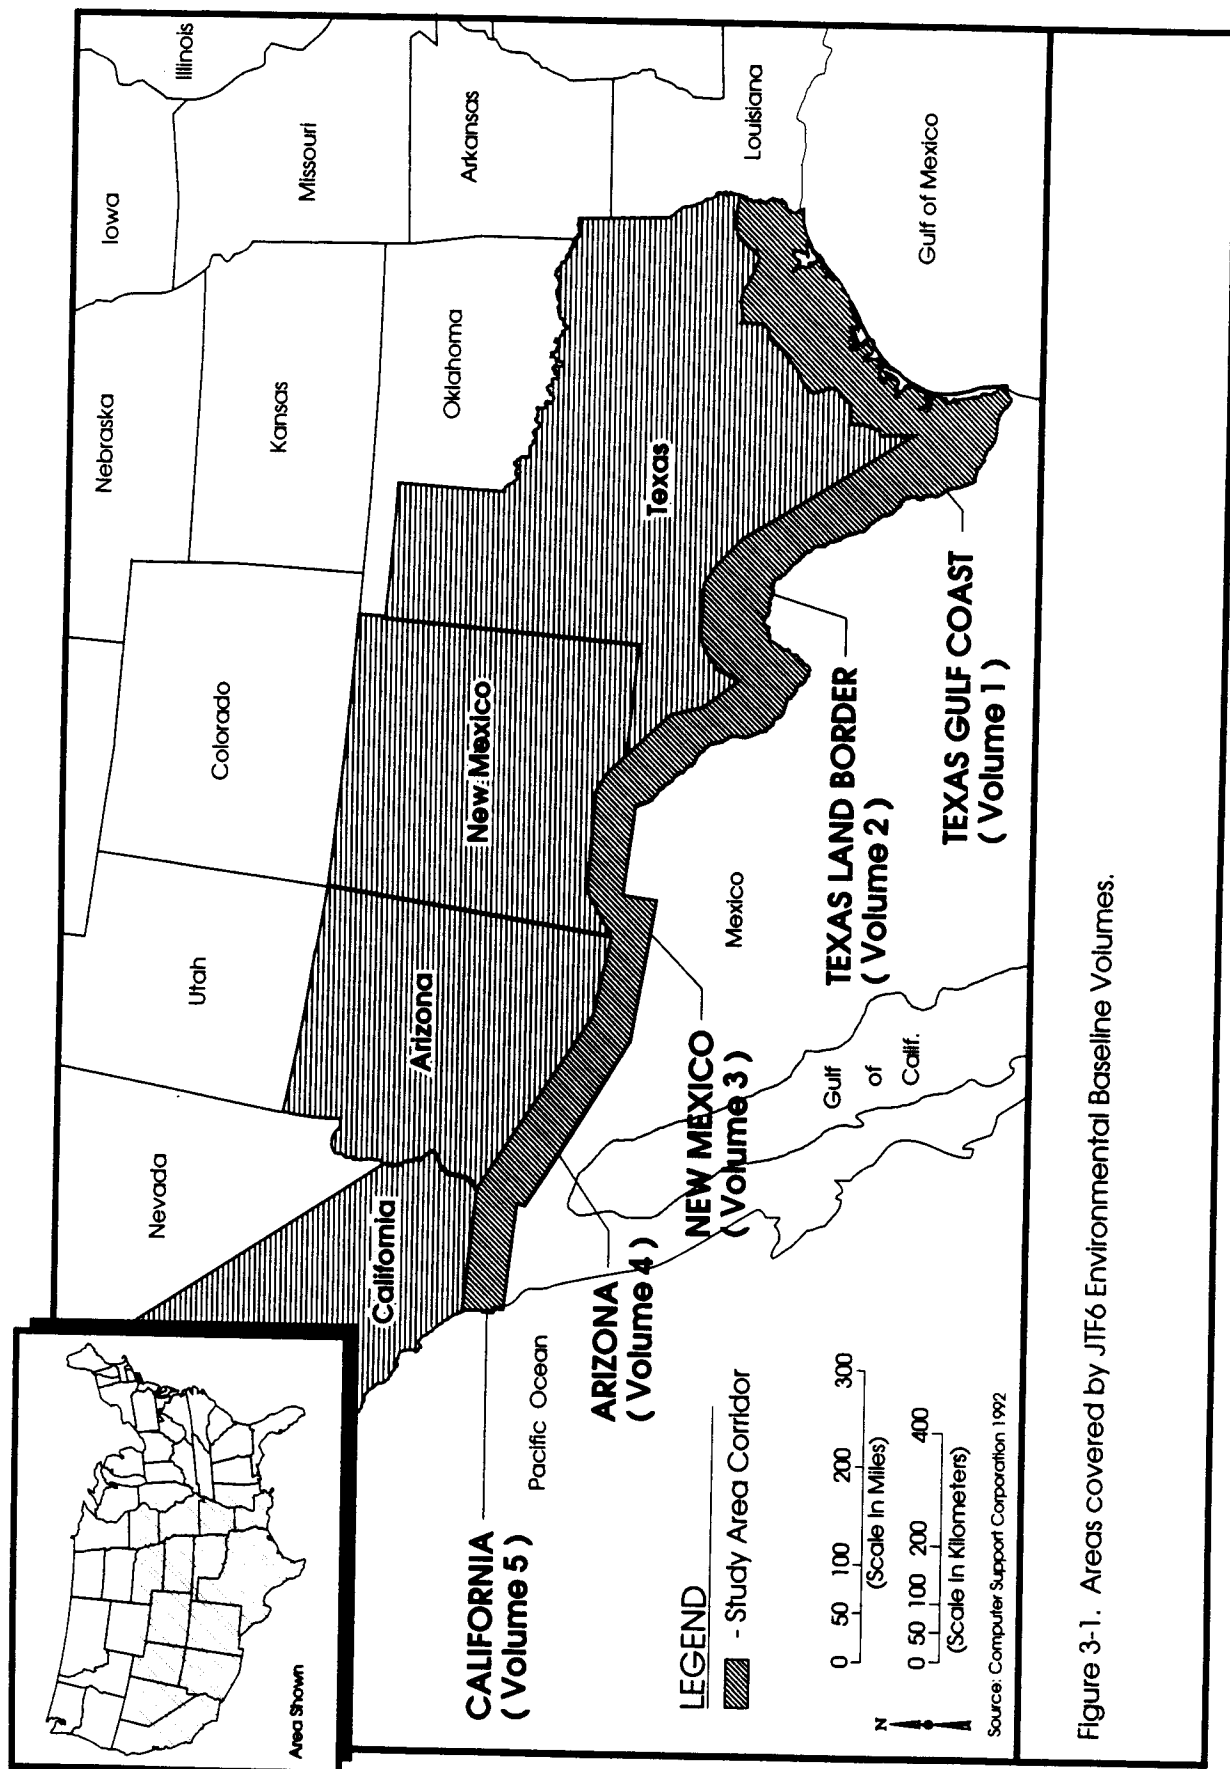 Area Shown
Nevada
Utah
Colorado
Nebraska
Iowa
Illinois
Kansas
Missouri
California
Arizona
New Mexico
Oklahoma
Arkansas
Texas
Louisiana
Pacific Ocean
Mexico
Gulf of Mexico
Gulf
of
Calif.
CALIFORNIA
( Volume 5 )
ARIZONA
( Volume 4 )
NEW MEXICO
( Volume 3 )
TEXAS LAND BORDER
( Volume 2 )
TEXAS GULF COAST
( Volume 1 )
LEGEND
- Study Area Corridor
0 50 100 200 300
(Scale In Miles)
0 50 100 200 400
(Scale In Kilometers)
N
Source: Computer Support Corporation 1992
Figure 3-1. Areas covered by JTF6 Environmental Baseline Volumes.